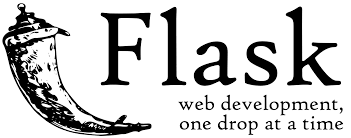 Flask
web development,
one drop at a time